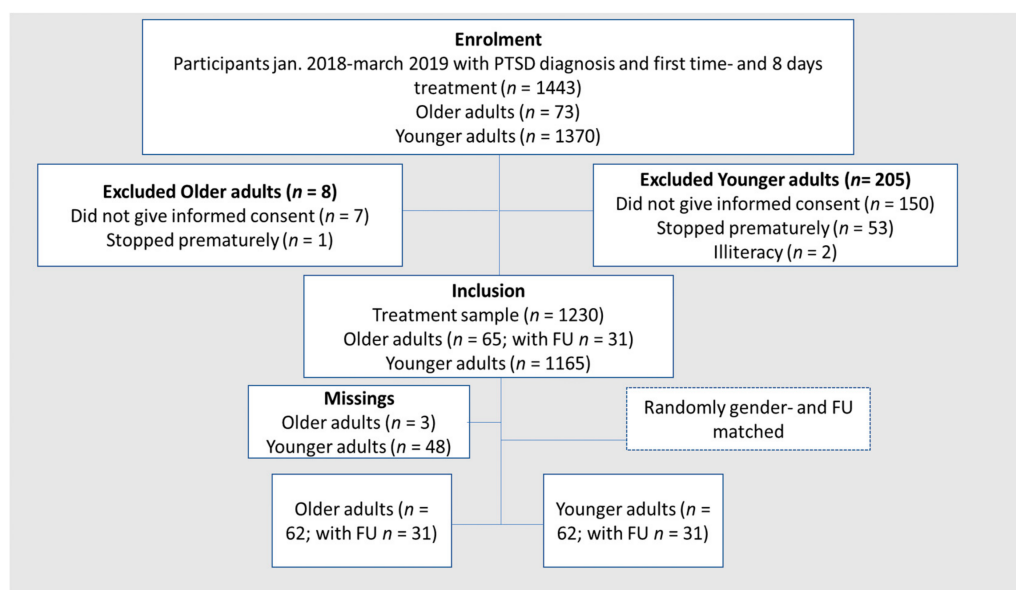 Enrolment
Participants jan. 2018-march 2019 with PTSD diagnosis and first time- and 8 days
treatment (n = 1443)
Older adults (n = 73)
Younger adults (n = 1370)
Excluded Older adults (n = 8)
Did not give informed consent (n = 7)
Stopped prematurely (n = 1)
Excluded Younger adults (n= 205)
Did not give informed consent (n = 150)
Stopped prematurely (n = 53)
Illiteracy (n = 2)
Inclusion
Treatment sample (n = 1230)
Older adults (n = 65; with FU n = 31)
Younger adults (n = 1165)
Missings
Older adults (n = 3)
Younger adults (n = 48)
Randomly gender- and FU
matched
Older adults (n =
62; with FU n = 31)
Younger adults (n =
62; with FU n = 31)